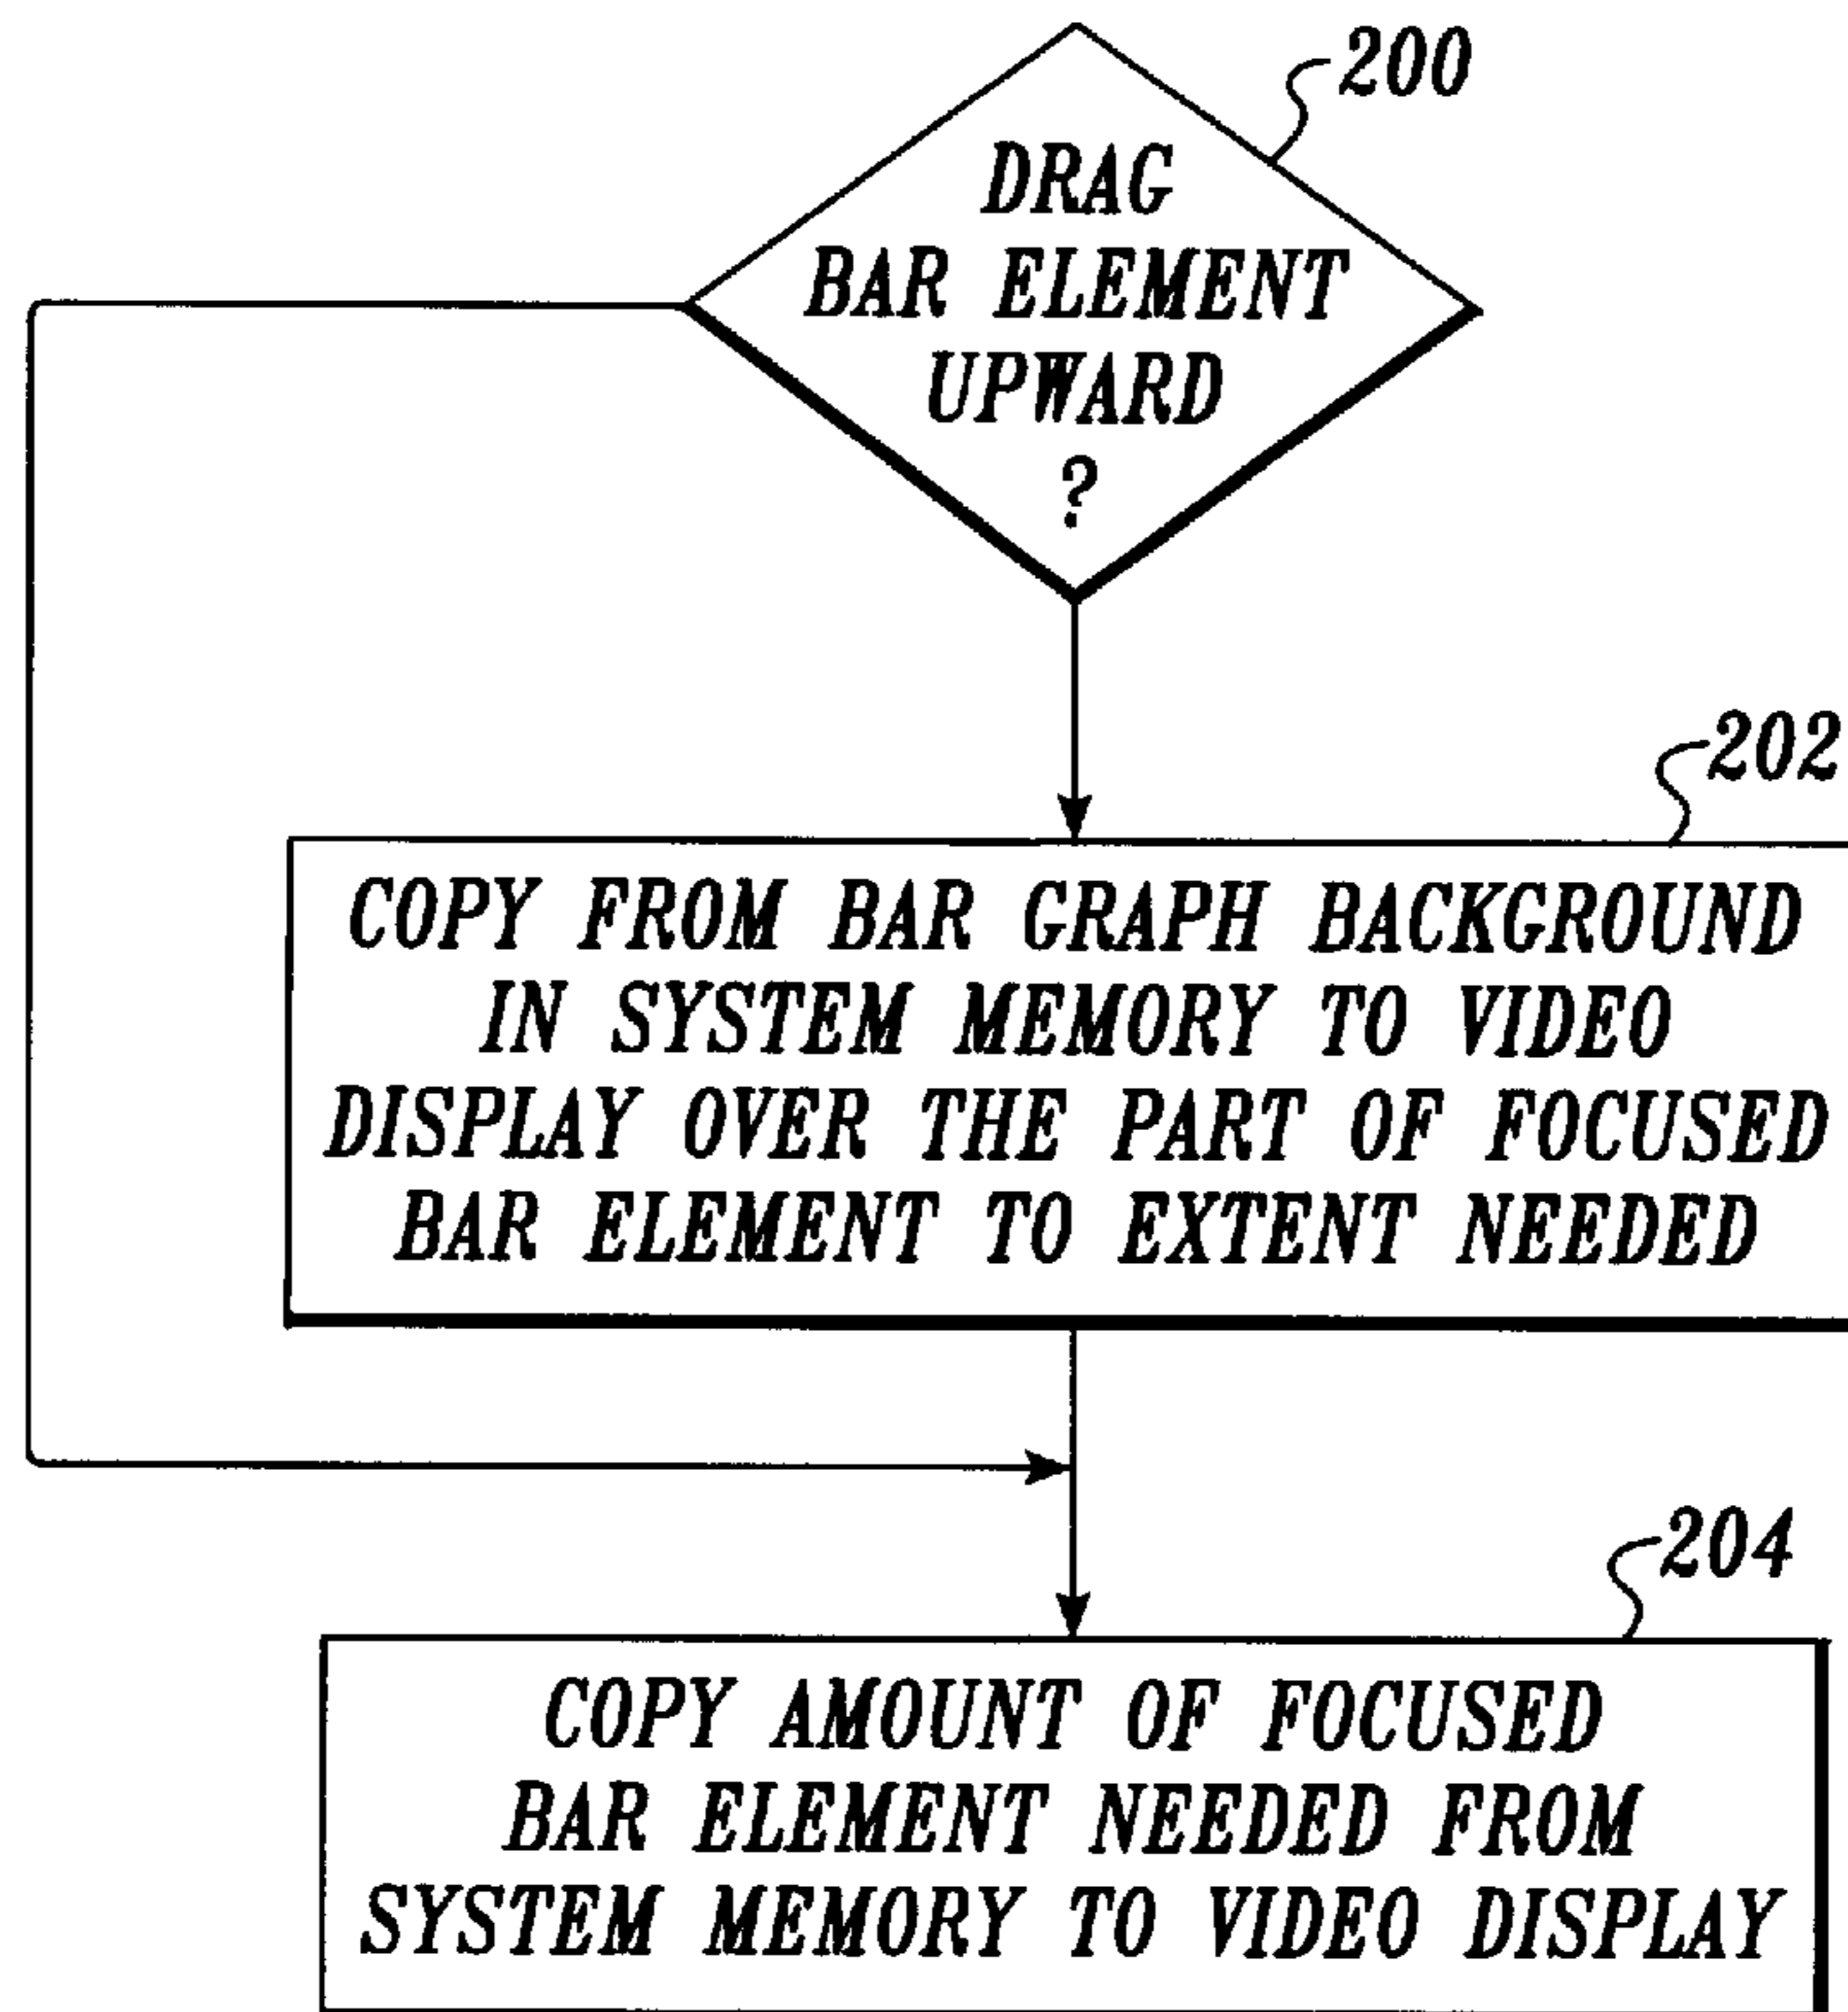 200
DRAG
BAR ELEMENT
UPWARD
?
202
COPY FROM BAR GRAPH BACKGROUND
IN SYSTEM MEMORY TO VIDEO
DISPLAY OVER THE PART OF FOCUSED
BAR ELEMENT TO EXTENT NEEDED
204
COPY AMOUNT OF FOCUSED
BAR ELEMENT NEEDED FROM
SYSTEM MEMORY TO VIDEO DISPLAY